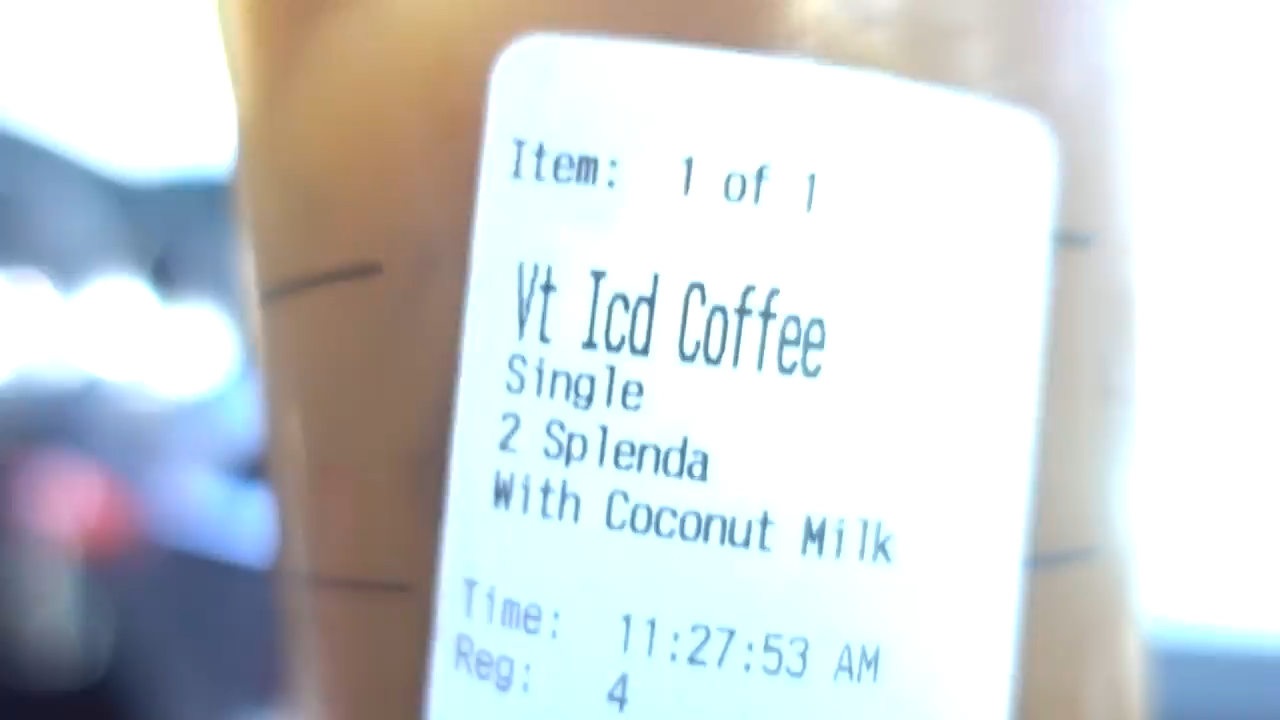 Item: 1 of 1
Vt Icd Coffee
Single
2 Splenda
With Coconut Milk
Time: 11:27:53 AM
Reg: 4